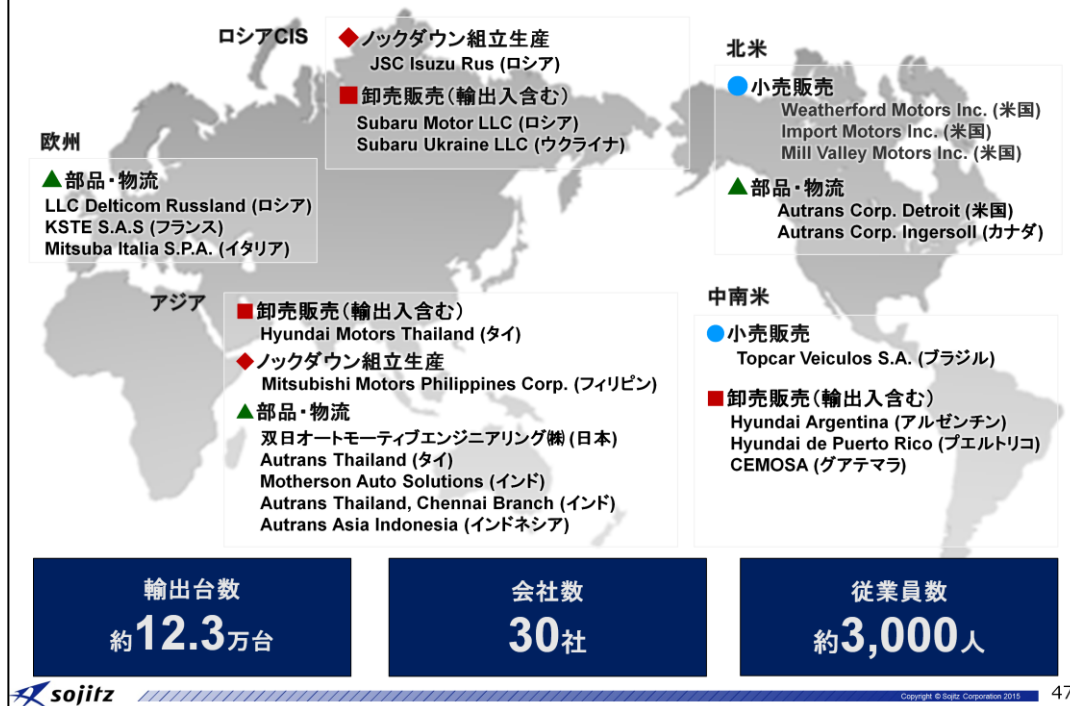 ロシアCIS
◆ノックダウン組立生産
JSC Isuzu Rus (ロシア)
■卸売販売(輸出入含む)
Subaru Motor LLC (ロシア)
Subaru Ukraine LLC (ウクライナ)
北米
●小売販売
Weatherford Motors Inc. (米国)
Import Motors Inc. (米国)
Mill Valley Motors Inc. (米国)
▲部品・物流
Autrans Corp. Detroit (米国)
Autrans Corp. Ingersoll (カナダ)
欧州
▲部品・物流
LLC Delticom Russland (ロシア)
KSTE S.A.S (フランス)
Mitsuba Italia S.P.A. (イタリア)
アジア
■卸売販売(輸出入含む)
Hyundai Motors Thailand (タイ)
◆ノックダウン組立生産
Mitsubishi Motors Philippines Corp. (フィリピン)
▲部品・物流
双日オートモーティブエンジニアリング㈱ (日本)
Autrans Thailand (タイ)
Motherson Auto Solutions (インド)
Autrans Thailand, Chennai Branch (インド)
Autrans Asia Indonesia (インドネシア)
中南米
●小売販売
Topcar Veiculos S.A. (ブラジル)
■卸売販売(輸出入含む)
Hyundai Argentina (アルゼンチン)
Hyundai de Puerto Rico (プエルトリコ)
CEMOSA (グアテマラ)
輸出台数
約12.3万台
会社数
30社
従業員数
約3,000人
sojitz
Copyright © Sojitz Corporation 2015
47